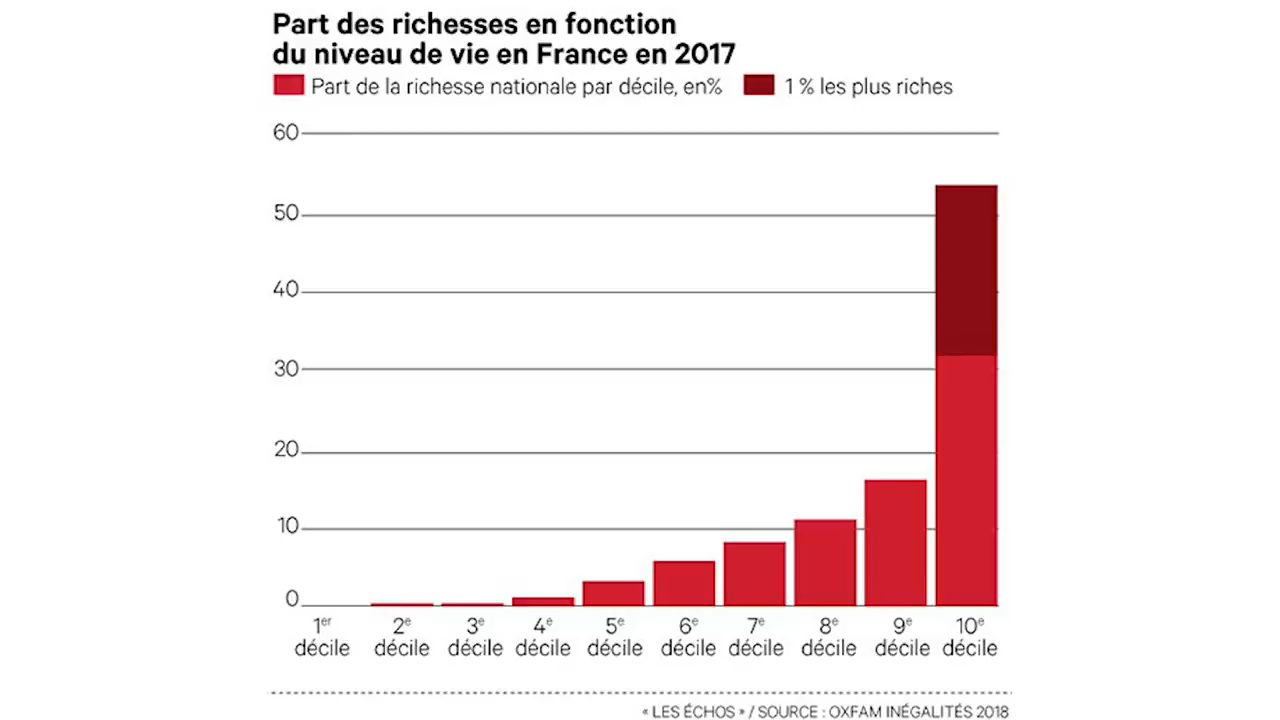 Part des richesses en fonction
du niveau de vie en France en 2017
Part de la richesse nationale par décile, en% 1 % les plus riches
60
50
40
30
20
10
0
1er décile 2e décile 3e décile 4e décile 5e décile 6e décile 7e décile 8e décile 9e décile 10e décile
« LES ÉCHOS » / SOURCE : OXFAM INÉGALITÉS 2018